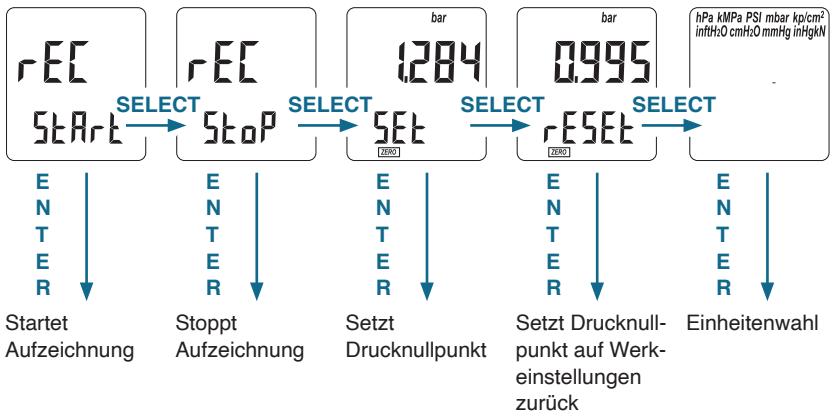 rEC
StArt
SELECT
rEC
StoP
SELECT
bar
1.284
SEt
ZERO
SELECT
bar
0.995
rESEt
ZERO
SELECT
hPa kMPa PSI mbar kp/cm²
inftH2O cmH2O mmHg inHgkN
-
ENTER
ENTER
ENTER
ENTER
ENTER
Startet
Aufzeichnung
Stoppt
Aufzeichnung
Setzt
Drucknullpunkt
Setzt Drucknull-
punkt auf Werk-
einstellungen
zurück
Einheitenwahl